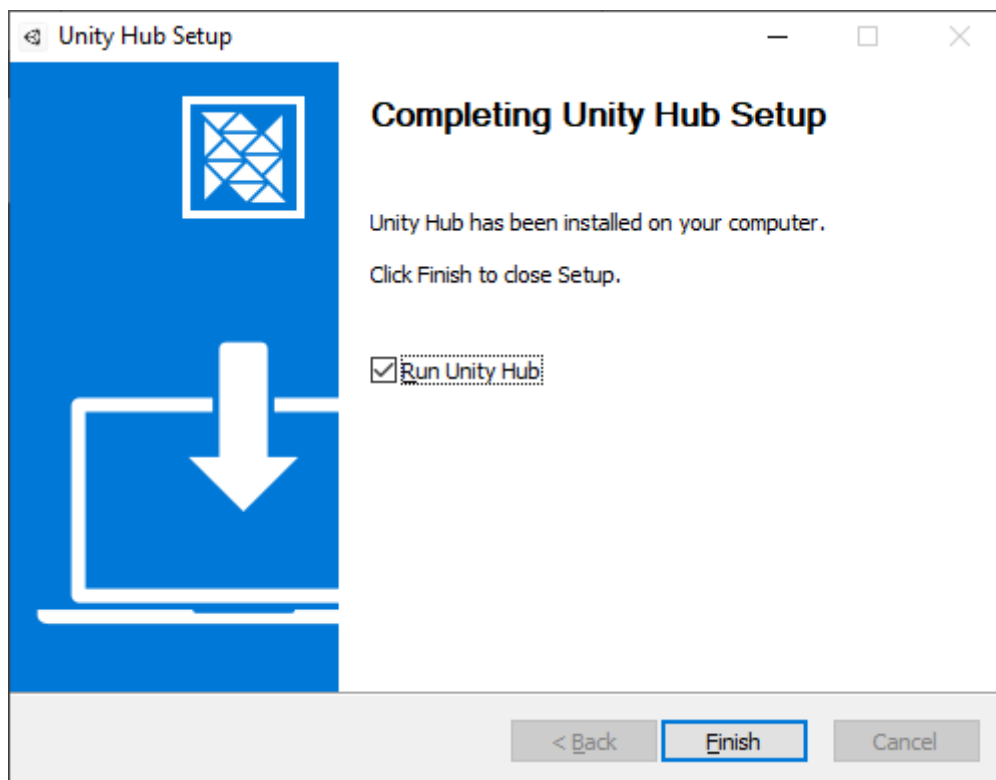 Unity Hub Setup
Completing Unity Hub Setup
Unity Hub has been installed on your computer.
Click Finish to close Setup.
Run Unity Hub
< Back
Finish
Cancel